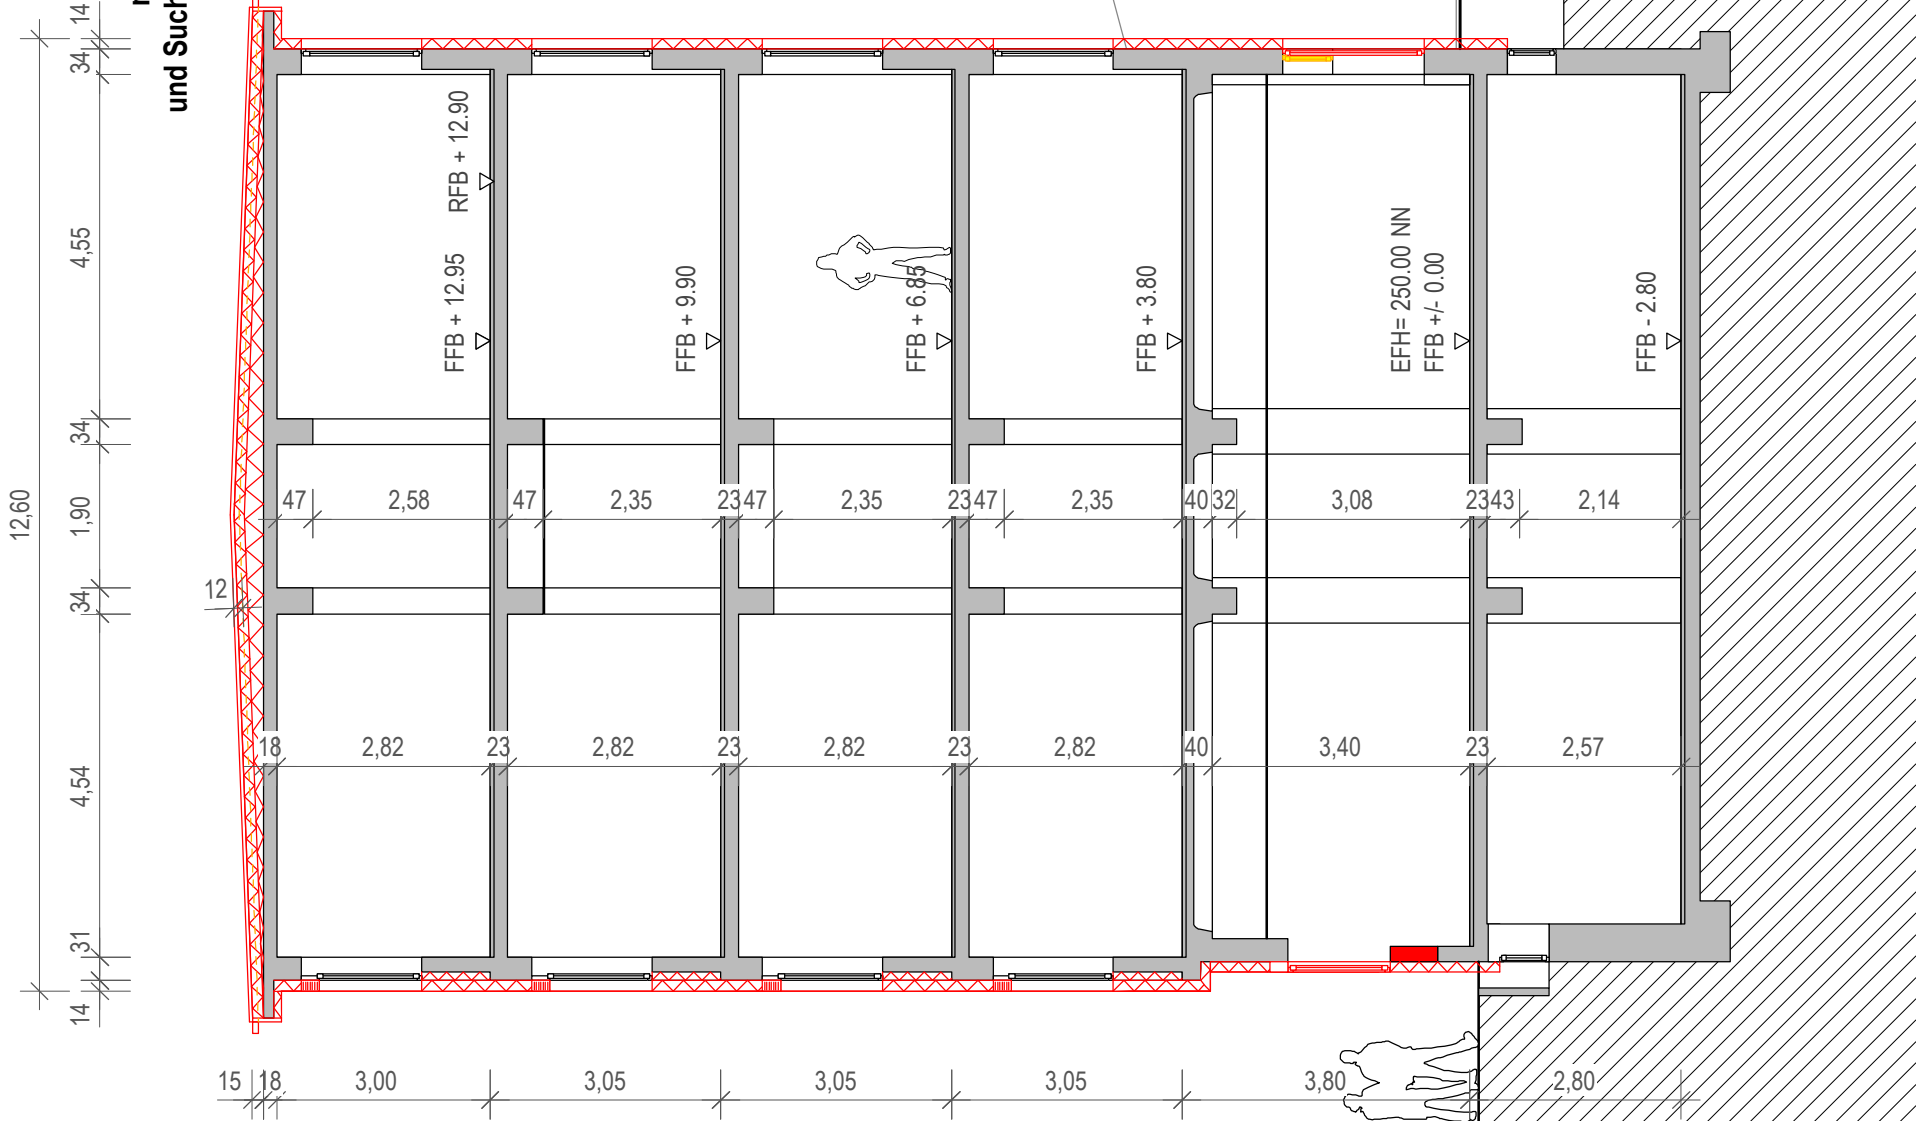 und Such
14
34
4,55
34
1,90
34
4,54
31
14
12,60
12
RFB + 12.90
FFB + 12.95
FFB + 9.90
FFB + 6.85
FFB + 3.80
EFH= 250.00 NN
FFB +/- 0.00
FFB - 2.80
47 2,58 47 2,35 23 47 2,35 23 47 2,35 40 32 3,08 23 43 2,14
18 2,82 23 2,82 23 2,82 23 2,82 40 3,40 23 2,57
15 18 3,00 3,05 3,05 3,05 3,80 2,80